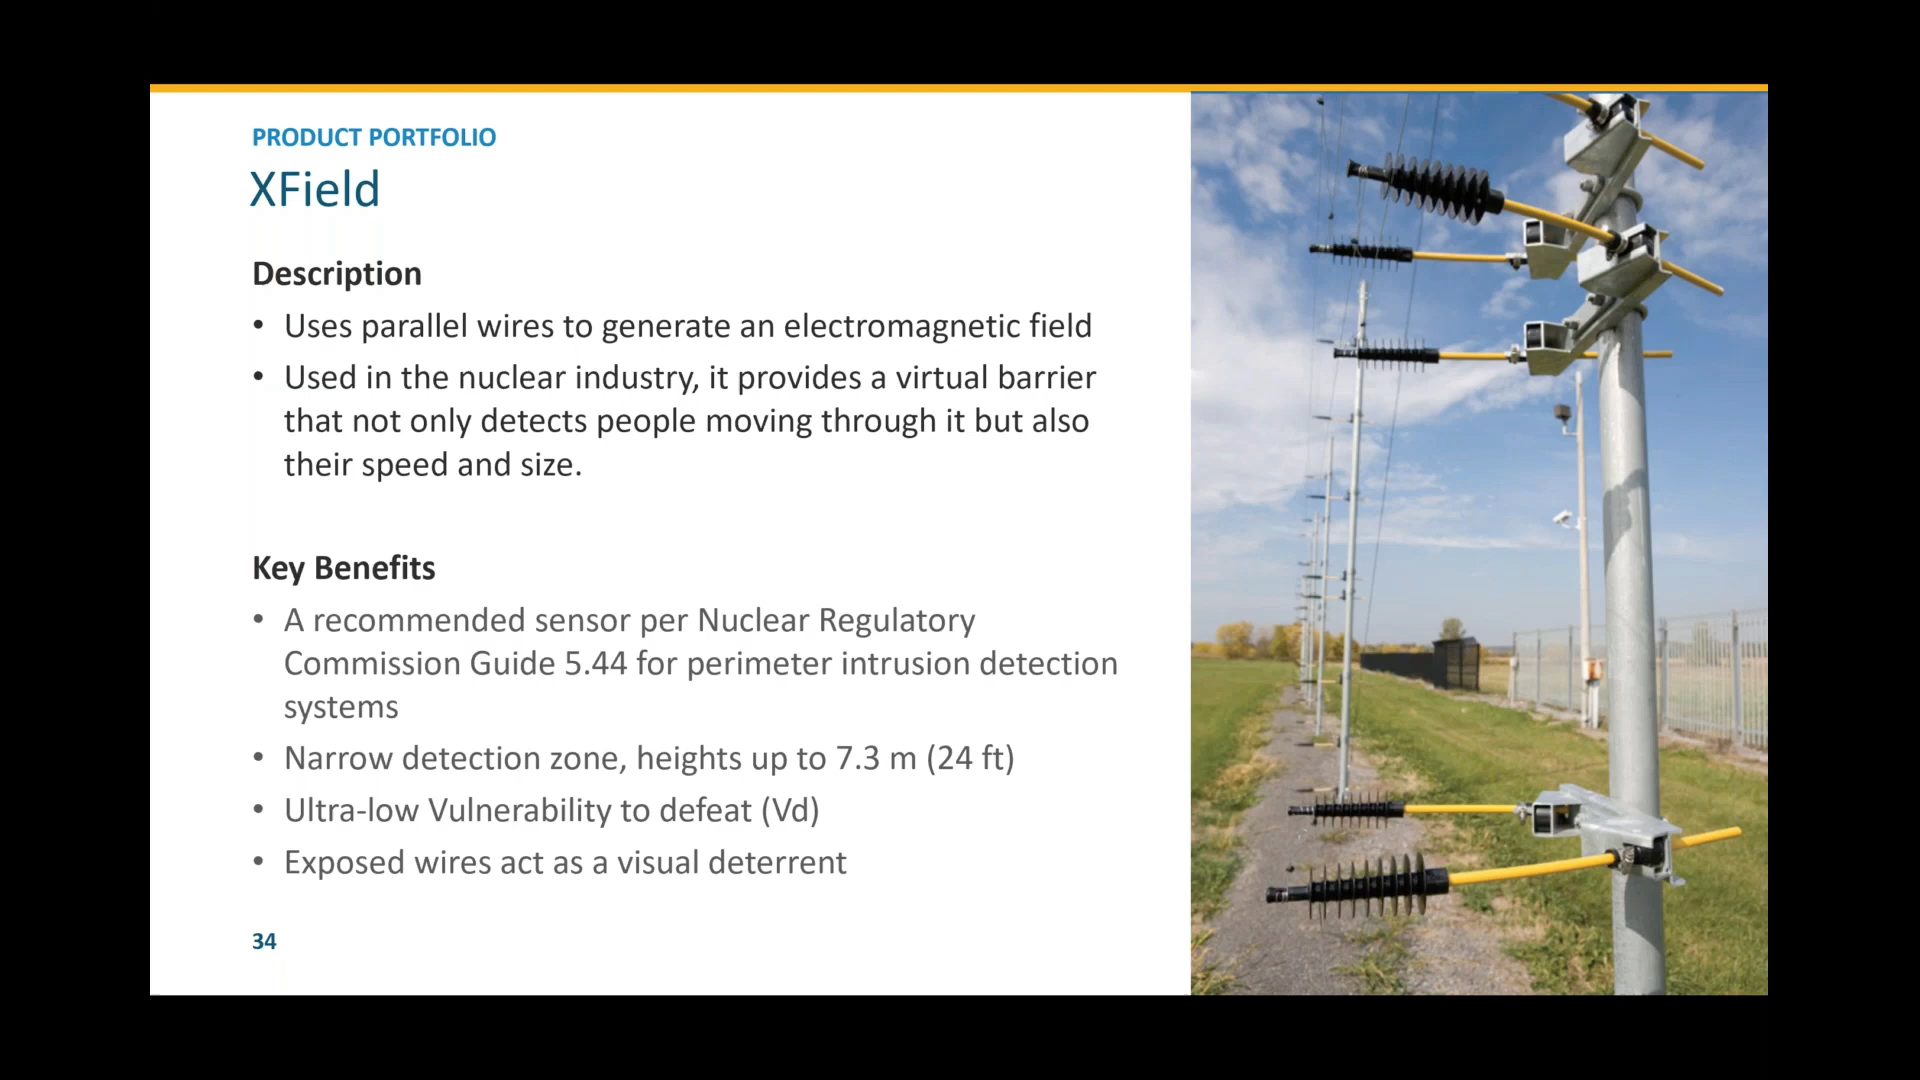 PRODUCT PORTFOLIO
XField
Description
• Uses parallel wires to generate an electromagnetic field
• Used in the nuclear industry, it provides a virtual barrier
that not only detects people moving through it but also
their speed and size.
Key Benefits
• A recommended sensor per Nuclear Regulatory
Commission Guide 5.44 for perimeter intrusion detection
systems
• Narrow detection zone, heights up to 7.3 m (24 ft)
• Ultra-low Vulnerability to defeat (Vd)
• Exposed wires act as a visual deterrent
34